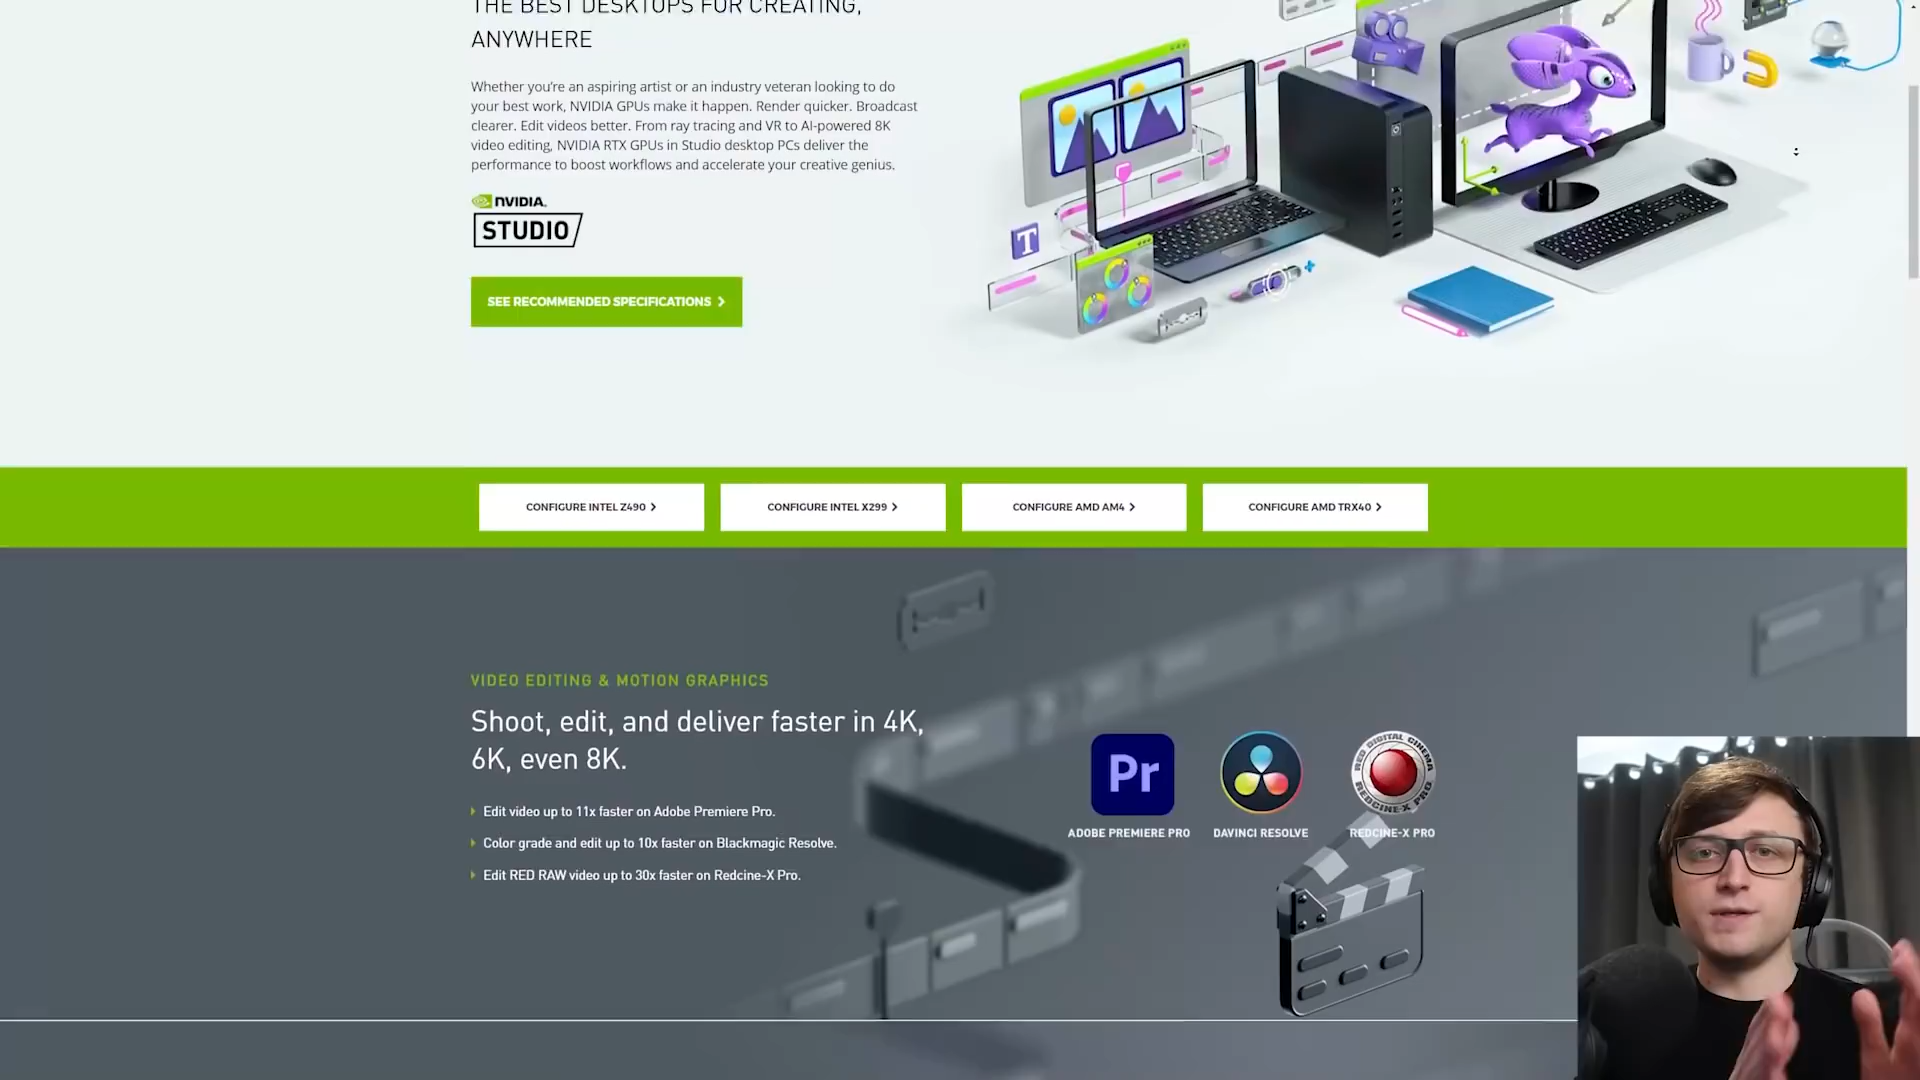 THE BEST DESKTOPS FOR CREATING,
ANYWHERE
Whether you're an aspiring artist or an industry veteran looking to do
your best work, NVIDIA GPUs make it happen. Render quicker. Broadcast
clearer. Edit videos better. From ray tracing and VR to AI-powered 8K
video editing, NVIDIA RTX GPUs in Studio desktop PCs deliver the
performance to boost workflows and accelerate your creative genius.
NVIDIA.
STUDIO
T
SEE RECOMMENDED SPECIFICATIONS
CONFIGURE INTEL Z490
CONFIGURE INTEL X299
CONFIGURE AMD AM4
CONFIGURE AMD TRX40
VIDEO EDITING & MOTION GRAPHICS
Shoot, edit, and deliver faster in 4K,
6K, even 8K.
Edit video up to 11x faster on Adobe Premiere Pro.
Color grade and edit up to 10x faster on Blackmagic Resolve.
Edit RED RAW video up to 30x faster on Redcine-X Pro.
Pr
RED DIGITAL CINEMA
REDCINE-X PRO
ADOBE PREMIERE PRO
DAVINCI RESOLVE
REDCINE-X PRO